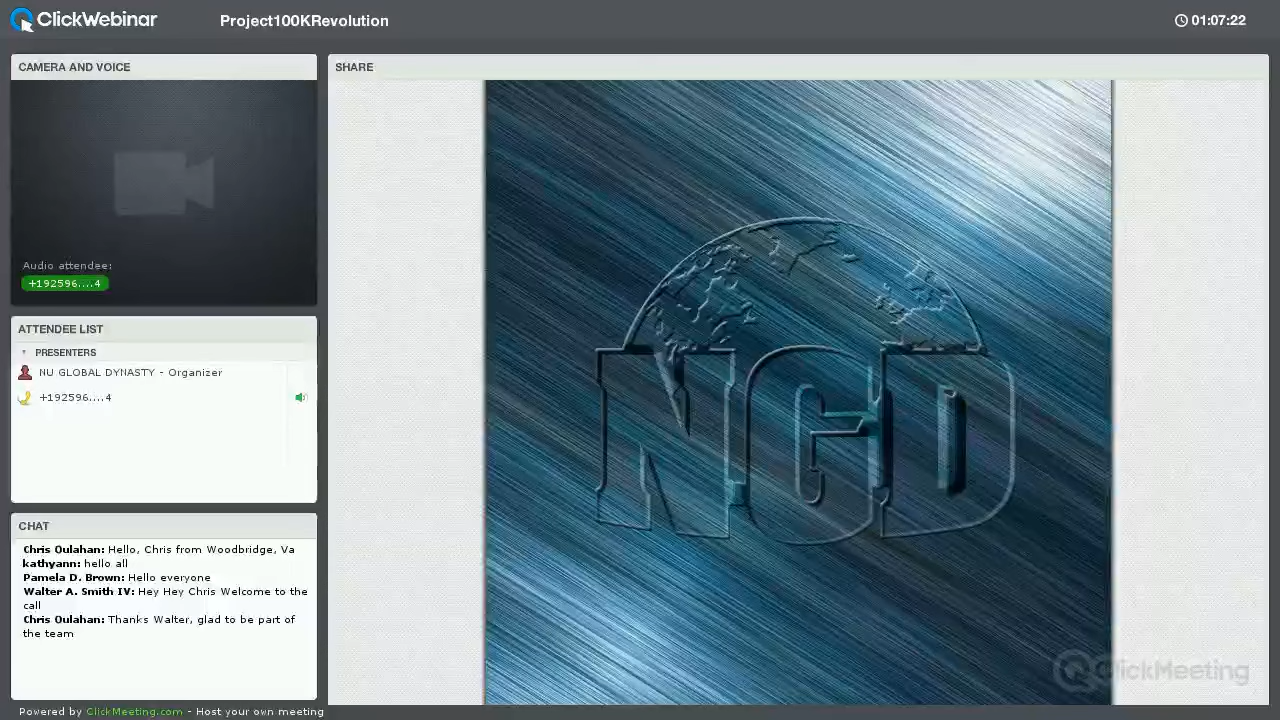 ClickWebinar
Project100KRevolution
01:07:22
CAMERA AND VOICE
Audio attendee:
+192596....4
ATTENDEE LIST
PRESENTERS
NU GLOBAL DYNASTY - Organizer
+192596....4
CHAT
Chris Oulahan: Hello, Chris from Woodbridge, Va
kathyann: hello all
Pamela D. Brown: Hello everyone
Walter A. Smith IV: Hey Hey Chris Welcome to the
call
Chris Oulahan: Thanks Walter, glad to be part of
the team
Powered by ClickMeeting.com - Host your own meeting
SHARE
NGD
ClickMeeting